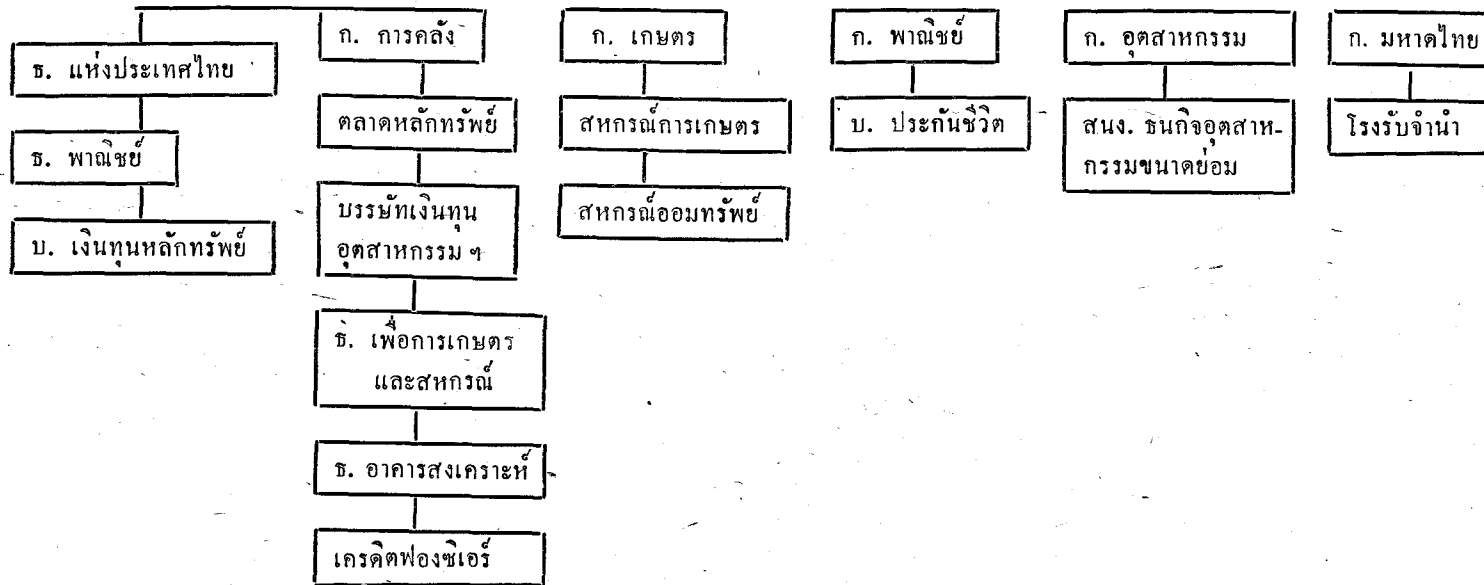 ธ. แห่งประเทศไทย
ธ. พาณิชย์
บ. เงินทุนหลักทรัพย์
ก. การคลัง
ตลาดหลักทรัพย์
บรรษัทเงินทุน
อุตสาหกรรม ฯ
ธ. เพื่อการเกษตร
และสหกรณ์
ธ. อาคารสงเคราะห์
เครดิตฟองซิเอร์
ก. เกษตร
สหกรณ์การเกษตร
สหกรณ์ออมทรัพย์
ก. พาณิชย์
บ. ประกันชีวิต
ก. อุตสาหกรรม
สนง. ธนกิจอุตสาห-
กรรมขนาดย่อม
ก. มหาดไทย
โรงรับจำนำ